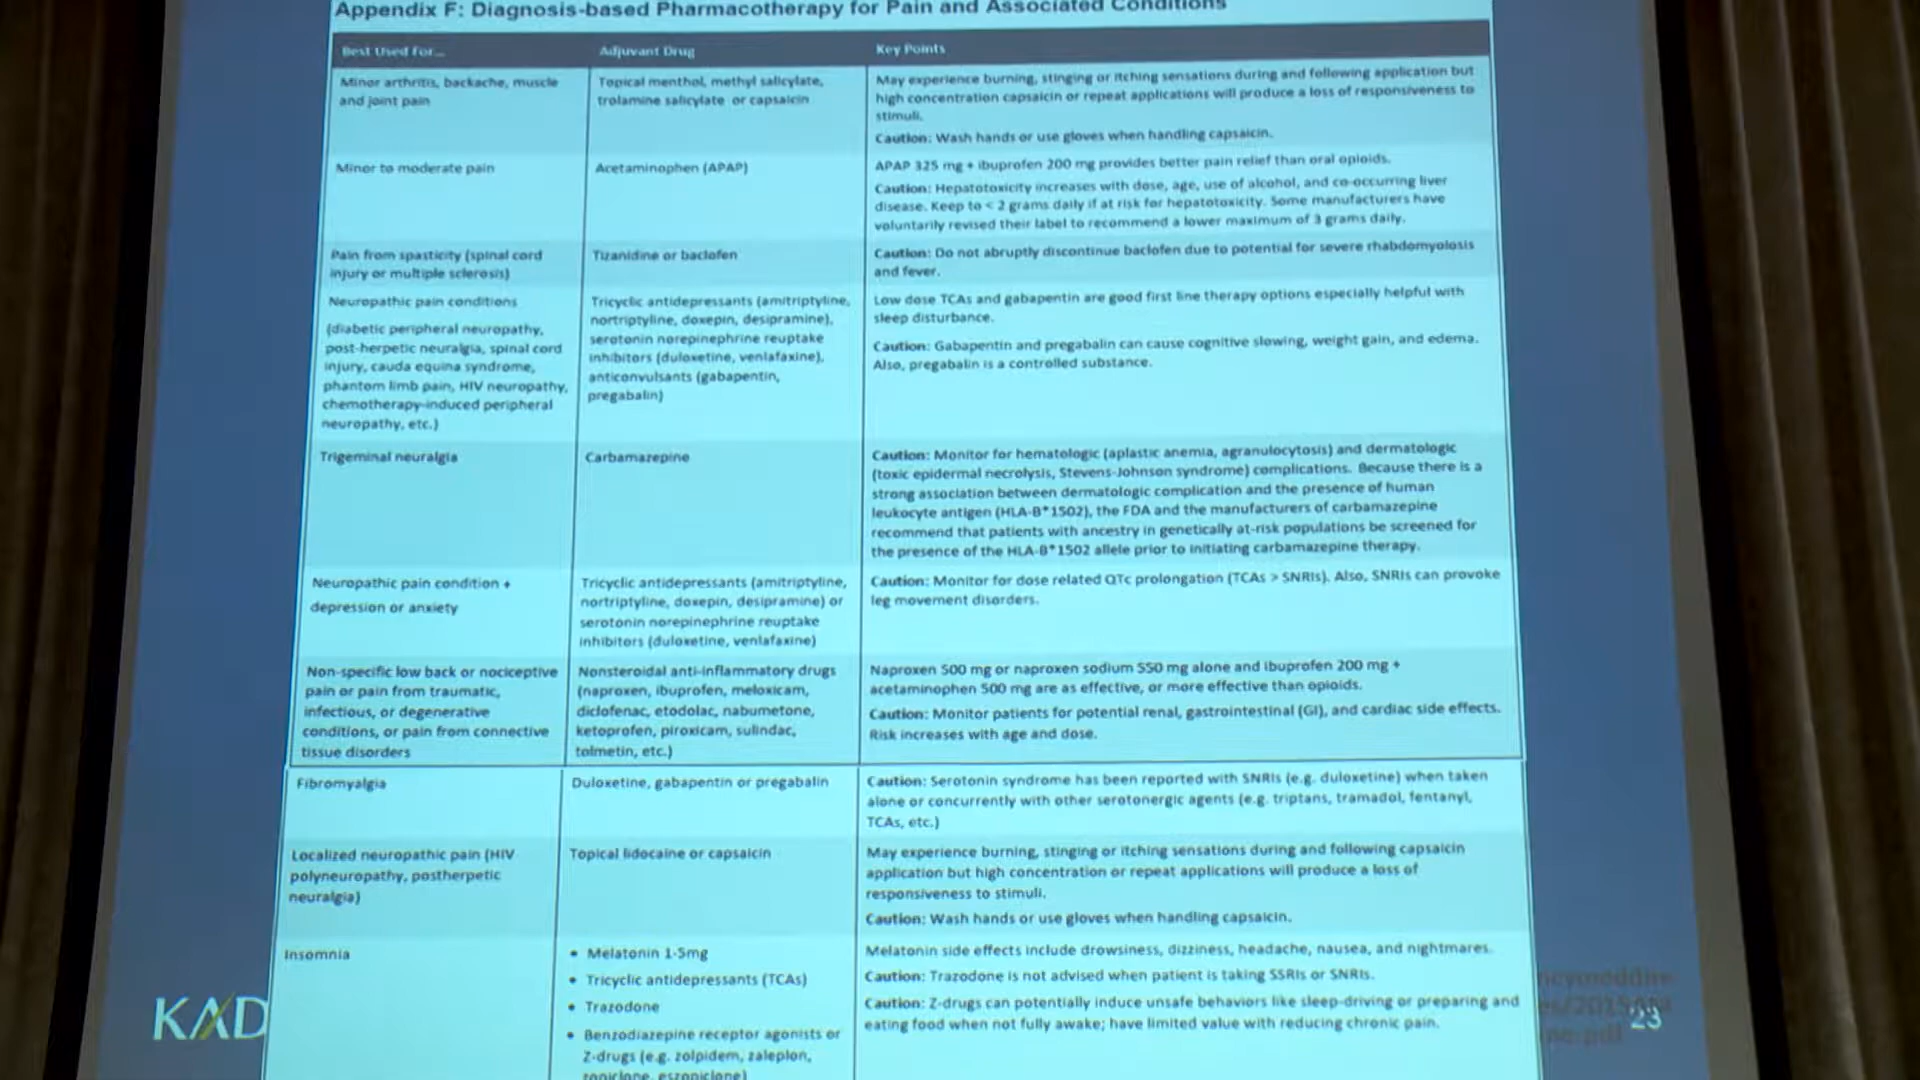 Appendix F: Diagnosis-based Pharmacotherapy for Pain and Associated Conditions
Best Used for...
Adjuvant Drug
Key Points
Minor arthritis, backache, muscle
and joint pain
Topical menthol, methyl salicylate,
trolamine salicylate or capsaicin
May experience burning, stinging or itching sensations during and following application but
high concentration capsaicin or repeat applications will produce a loss of responsiveness to
stimuli.
Caution: Wash hands or use gloves when handling capsaicin.
Minor to moderate pain
Acetaminophen (APAP)
APAP 325 mg + ibuprofen 200 mg provides better pain relief than oral opioids.
Caution: Hepatotoxicity increases with dose, age, use of alcohol, and co-occurring liver
disease. Keep to < 2 grams daily if at risk for hepatotoxicity. Some manufacturers have
voluntarily revised their label to recommend a lower maximum of 3 grams daily.
Pain from spasticity (spinal cord
injury or multiple sclerosis)
Tizanidine or baclofen
Caution: Do not abruptly discontinue baclofen due to potential for severe rhabdomyolosis
and fever.
Neuropathic pain conditions
(diabetic peripheral neuropathy,
post-herpetic neuralgia, spinal cord
injury, cauda equina syndrome,
phantom limb pain, HIV neuropathy,
chemotherapy-induced peripheral
neuropathy, etc.)
Tricyclic antidepressants (amitriptyline,
nortriptyline, doxepin, desipramine),
serotonin norepinephrine reuptake
inhibitors (duloxetine, venlafaxine),
anticonvulsants (gabapentin,
pregabalin)
Low dose TCAs and gabapentin are good first line therapy options especially helpful with
sleep disturbance.
Caution: Gabapentin and pregabalin can cause cognitive slowing, weight gain, and edema.
Also, pregabalin is a controlled substance.
Trigeminal neuralgia
Carbamazepine
Caution: Monitor for hematologic (aplastic anemia, agranulocytosis) and dermatologic
(toxic epidermal necrolysis, Stevens-Johnson syndrome) complications. Because there is a
strong association between dermatologic complication and the presence of human
leukocyte antigen (HLA-B*1502), the FDA and the manufacturers of carbamazepine
recommend that patients with ancestry in genetically at-risk populations be screened for
the presence of the HLA-B*1502 allele prior to initiating carbamazepine therapy.
Neuropathic pain condition +
depression or anxiety
Tricyclic antidepressants (amitriptyline,
nortriptyline, doxepin, desipramine) or
serotonin norepinephrine reuptake
inhibitors (duloxetine, venlafaxine)
Caution: Monitor for dose related QTc prolongation (TCAs > SNRIs). Also, SNRIs can provoke
leg movement disorders.
Non-specific low back or nociceptive
pain or pain from traumatic,
infectious, or degenerative
conditions, or pain from connective
tissue disorders
Nonsteroidal anti-inflammatory drugs
(naproxen, ibuprofen, meloxicam,
diclofenac, etodolac, nabumetone,
ketoprofen, piroxicam, sulindac,
tolmetin, etc.)
Naproxen 500 mg or naproxen sodium 550 mg alone and ibuprofen 200 mg +
acetaminophen 500 mg are as effective, or more effective than opioids.
Caution: Monitor patients for potential renal, gastrointestinal (GI), and cardiac side effects.
Risk increases with age and dose.
Fibromyalgia
Duloxetine, gabapentin or pregabalin
Caution: Serotonin syndrome has been reported with SNRIs (e.g. duloxetine) when taken
alone or concurrently with other serotonergic agents (e.g. triptans, tramadol, fentanyl,
TCAs, etc.)
Localized neuropathic pain (HIV
polyneuropathy, postherpetic
neuralgia)
Topical lidocaine or capsaicin
May experience burning, stinging or itching sensations during and following capsaicin
application but high concentration or repeat applications will produce a loss of
responsiveness to stimuli.
Caution: Wash hands or use gloves when handling capsaicin.
Insomnia
• Melatonin 1-5mg
• Tricyclic antidepressants (TCAs)
• Trazodone
• Benzodiazepine receptor agonists or
Z-drugs (e.g. zolpidem, zaleplon,
zopiclone, eszopiclone)
Melatonin side effects include drowsiness, dizziness, headache, nausea, and nightmares.
Caution: Trazodone is not advised when patient is taking SSRIs or SNRIs.
Caution: Z-drugs can potentially induce unsafe behaviors like sleep-driving or preparing and
eating food when not fully awake; have limited value with reducing chronic pain.
KAD
23